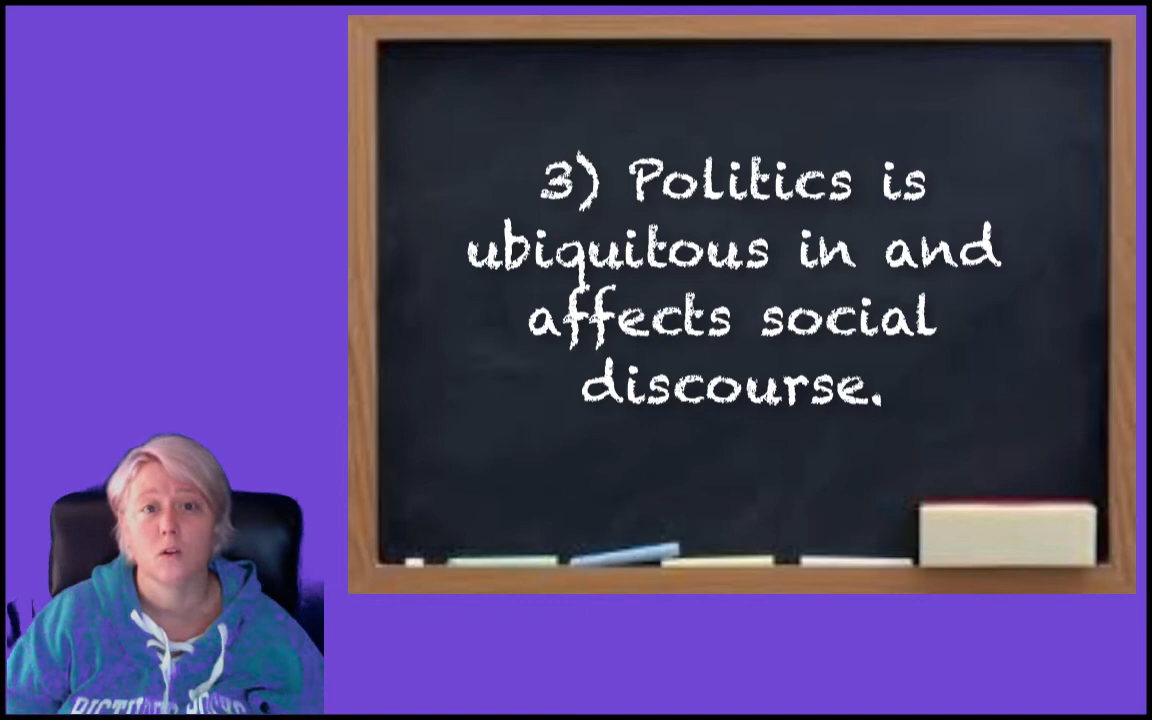 3) Politics is
ubiquitous in and
affects social
discourse.